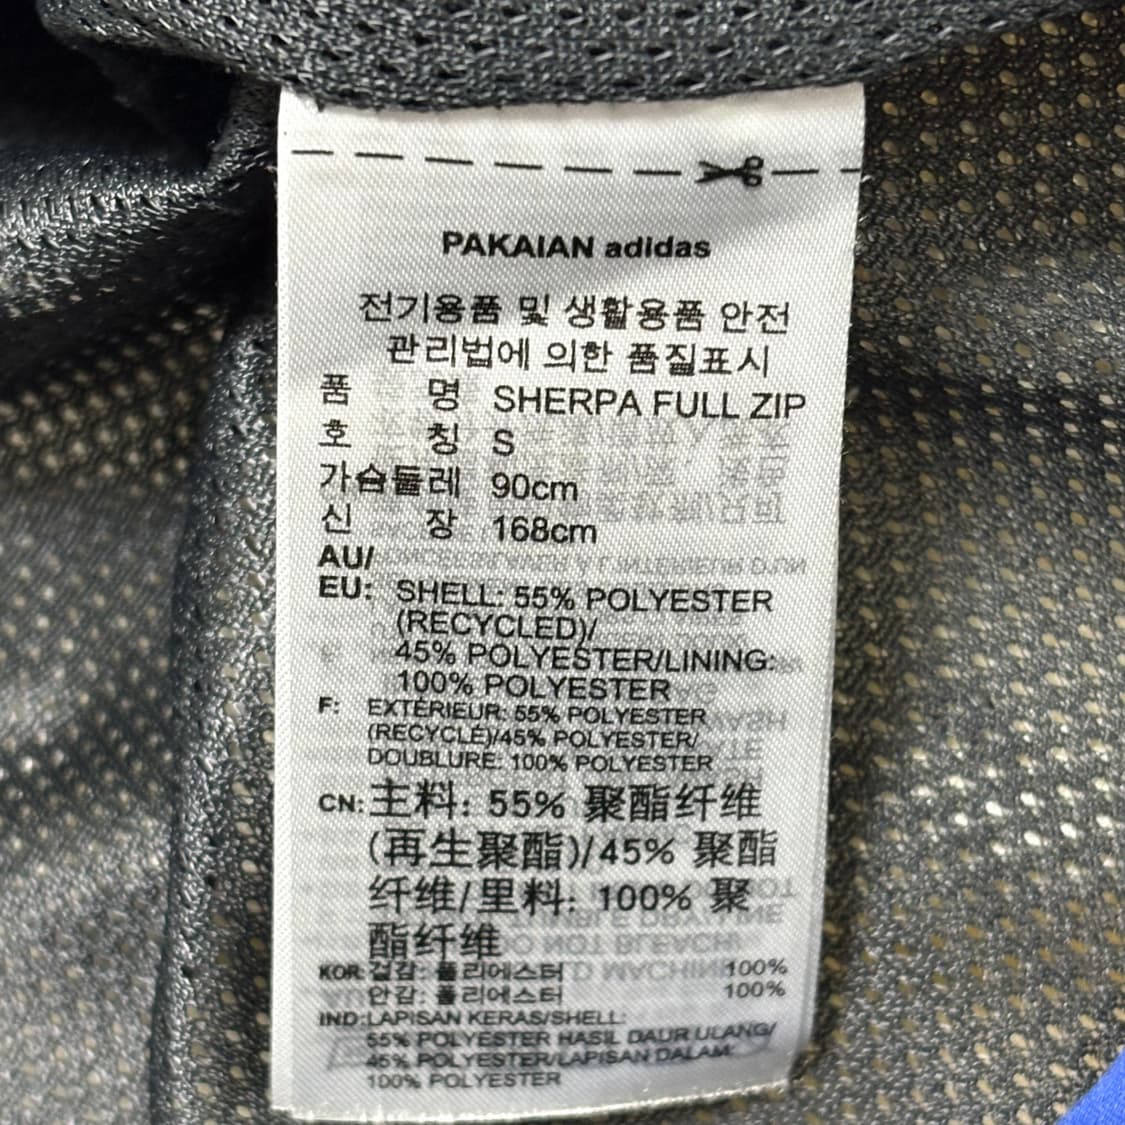 PAKAIAN adidas
전기용품 및 생활용품 안전
관리법에 의한 품질표시
품 명 SHERPA FULL ZIP
호 칭 S
가슴둘레 90cm
신 장 168cm
AU/
EU: SHELL: 55% POLYESTER
(RECYCLED)/
45% POLYESTER/LINING:
100% POLYESTER
F: EXTERIEUR: 55% POLYESTER
(RECYCLÉ)/45% POLYESTER/
DOUBLURE: 100% POLYESTER
CN: 主料: 55% 聚酯纤维
(再生聚酯)/45% 聚酯
纤维/里料: 100% 聚
酯纤维
KOR: 겉감: 폴리에스터 100%
안감: 폴리에스터 100%
IND: LAPISAN KERAS/SHELL:
55% POLYESTER HASIL DAUR ULANG/
45% POLYESTER/LAPISAN DALAM:
100% POLYESTER